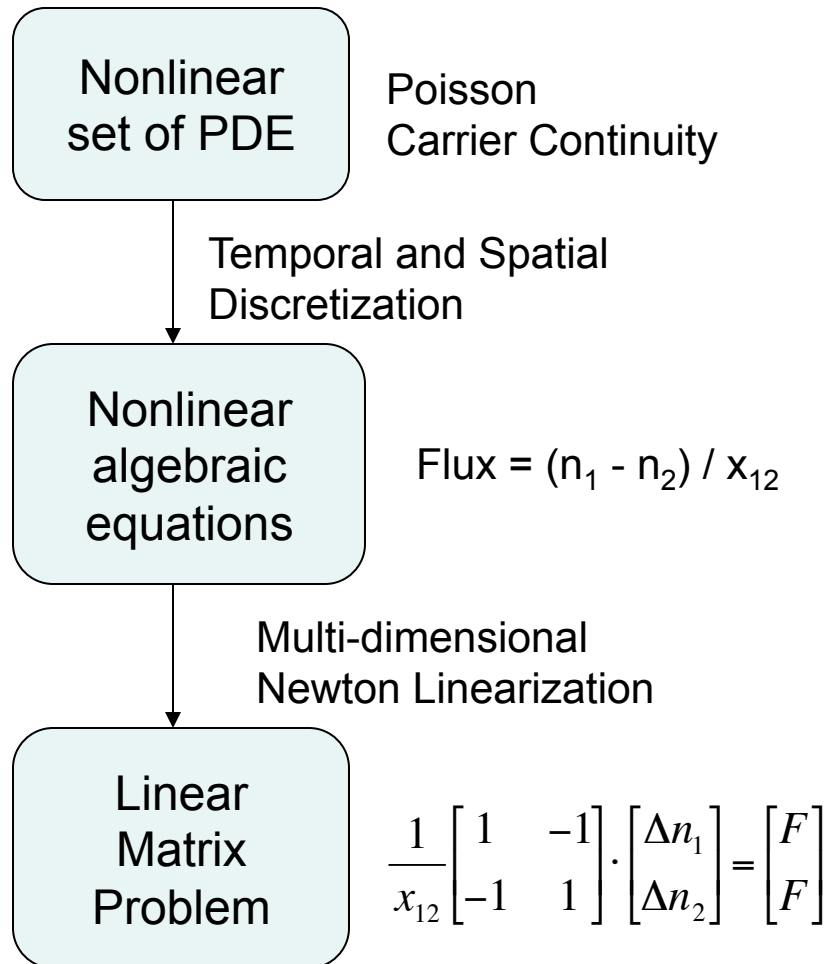 Nonlinear
set of PDE
Poisson
Carrier Continuity
Temporal and Spatial
Discretization
Nonlinear
algebraic
equations
Flux = (n₁ - n₂) / x₁₂
Multi-dimensional
Newton Linearization
Linear
Matrix
Problem
1/x₁₂ [1 −1; −1 1] · [Δn₁; Δn₂] = [F; F]